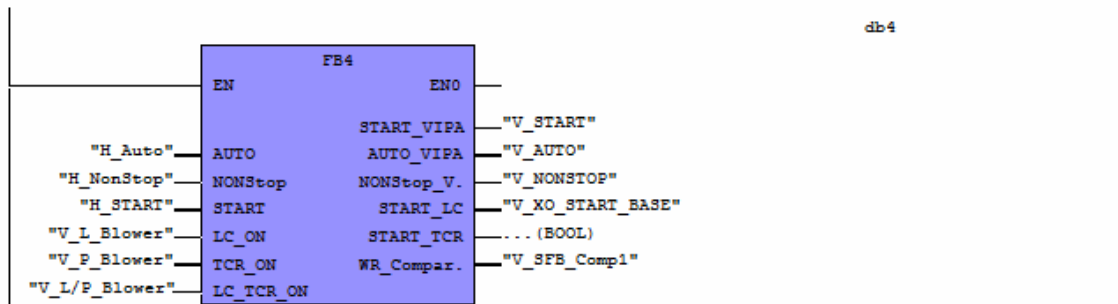 db4
FB4
EN EN0
START_VIPA "V_START"
"H_Auto" AUTO AUTO_VIPA "V_AUTO"
"H_NonStop" NONStop NONStop_V. "V_NONSTOP"
"H_START" START START_LC "V_XO_START_BASE"
"V_L_Blower" LC_ON START_TCR ...(BOOL)
"V_P_Blower" TCR_ON WR_Compar. "V_SFB_Comp1"
"V_L/P_Blower" LC_TCR_ON